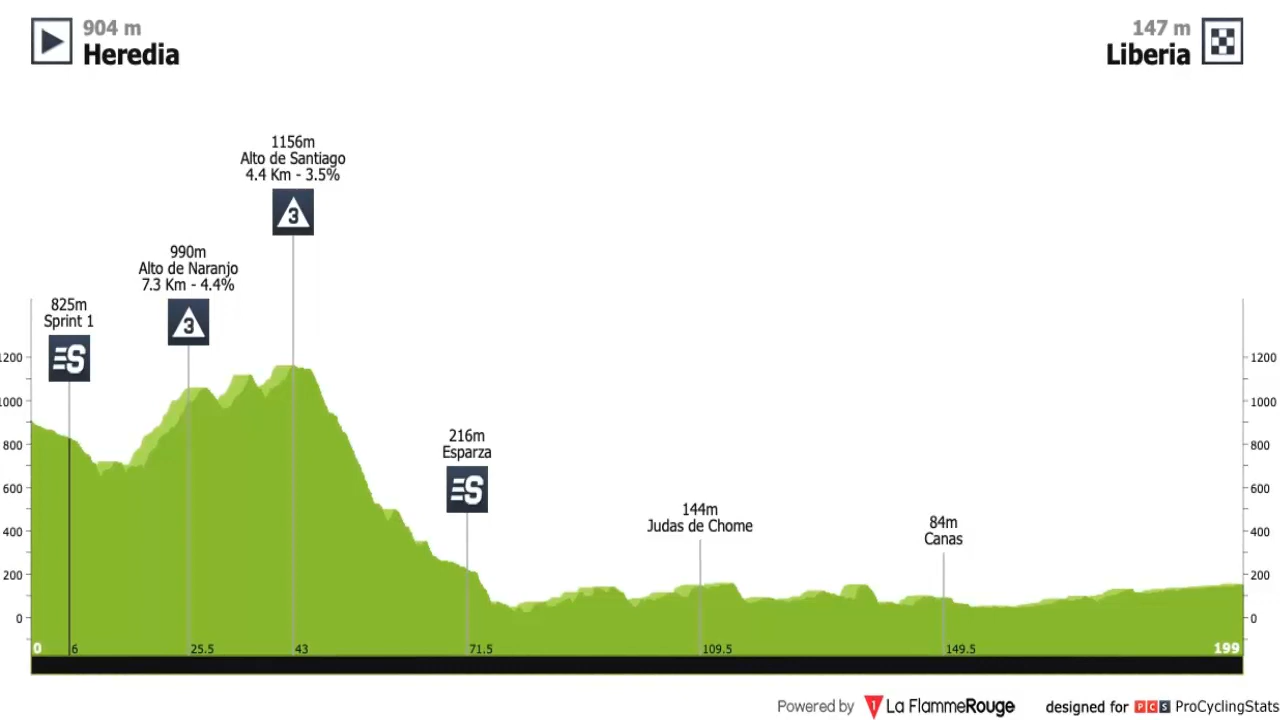 904 m
Heredia
147 m
Liberia
1156m
Alto de Santiago
4.4 Km - 3.5%
3
990m
Alto de Naranjo
7.3 Km - 4.4%
3
825m
Sprint 1
S
216m
Esparza
S
144m
Judas de Chome
84m
Canas
1200
1000
800
600
400
200
0
1200
1000
800
600
400
200
0
0
6
25.5
43
71.5
109.5
149.5
199
Powered by 1 La FlammeRouge designed for PCS ProCyclingStats